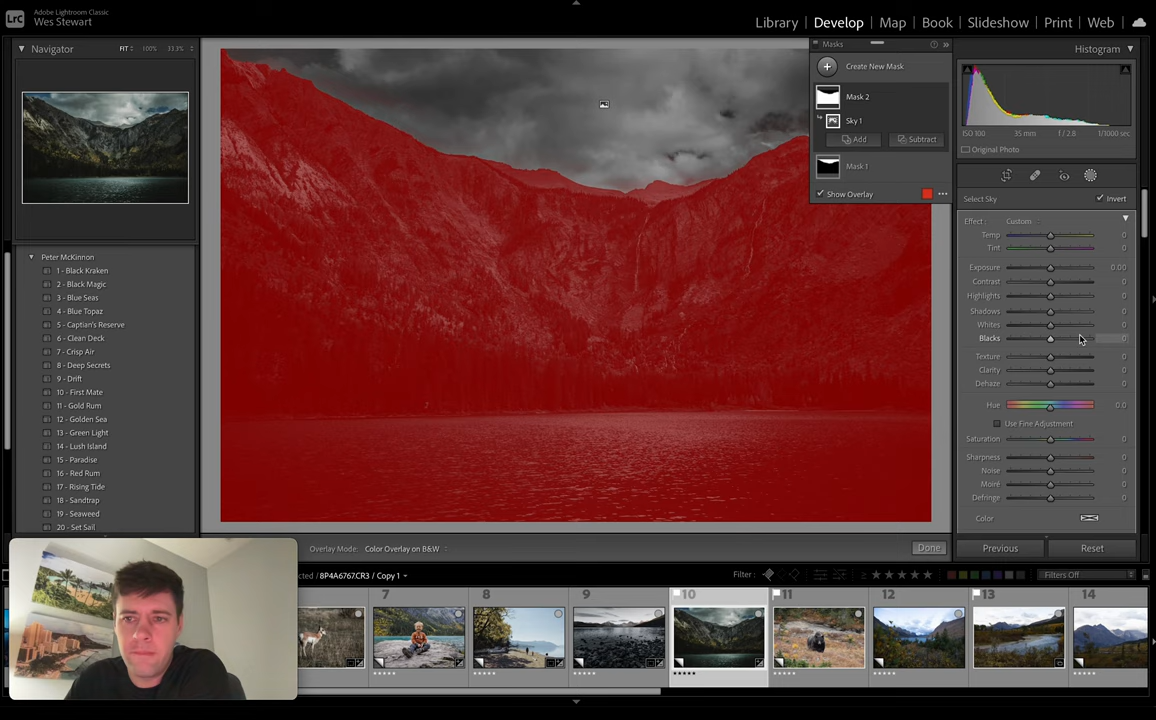 LrC
Adobe Lightroom Classic
Wes Stewart
Library
Develop
Map
Book
Slideshow
Print
Web
Navigator
FIT
100%
33.3%
Peter McKinnon
1 - Black Kraken
2 - Black Magic
3 - Blue Seas
4 - Blue Topaz
5 - Captian's Reserve
6 - Clean Deck
7 - Crisp Air
8 - Deep Secrets
9 - Drift
10 - First Mate
11 - Gold Rum
12 - Golden Sea
13 - Green Light
14 - Lush Island
15 - Paradise
16 - Red Rum
17 - Rising Tide
18 - Sandtrap
19 - Seaweed
20 - Set Sail
Masks
Create New Mask
Mask 2
Sky 1
Add
Subtract
Mask 1
Show Overlay
Histogram
ISO 100
35 mm
f / 2.8
1/1000 sec
Original Photo
Select Sky
Invert
Effect :
Custom
Temp 0
Tint 0
Exposure 0.00
Contrast 0
Highlights 0
Shadows 0
Whites 0
Blacks 0
Texture 0
Clarity 0
Dehaze 0
Hue 0.0
Use Fine Adjustment
Saturation 0
Sharpness 0
Noise 0
Moiré 0
Defringe 0
Color
Previous
Reset
Overlay Mode: Color Overlay on B&W
Done
/ 8P4A6767.CR3 / Copy 1
Filter :
Filters Off
7
8
9
10
11
12
13
14